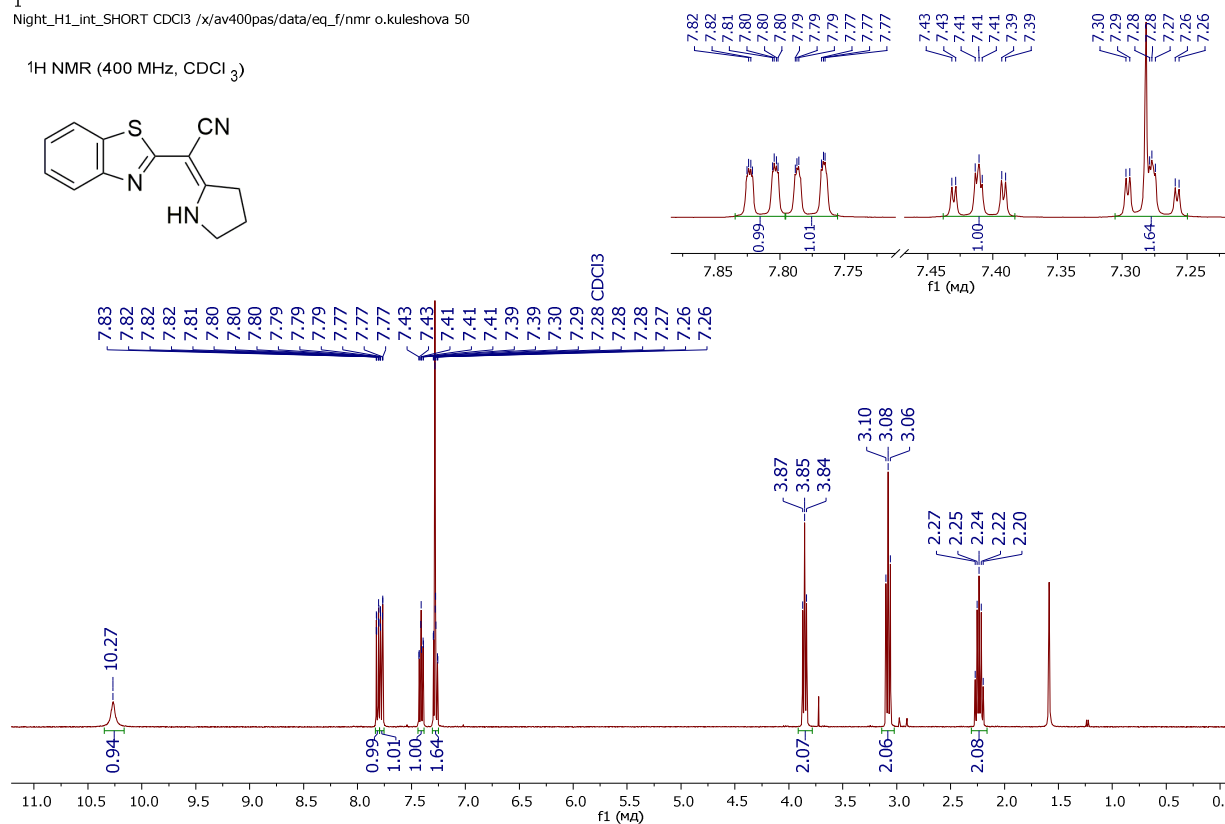 1
Night_H1_int_SHORT CDCl3 /x/av400pas/data/eq_f/nmr o.kuleshova 50
¹H NMR (400 MHz, CDCl ₃)
S
CN
N
HN
7.82 7.82 7.81 7.80 7.80 7.80 7.79 7.79 7.79 7.77 7.77 7.77 7.43 7.43 7.41 7.41 7.41 7.39 7.39 7.30 7.29 7.28 7.28 7.27 7.26 7.26
0.99 1.01 1.00 1.64
7.85 7.80 7.75 7.45 7.40 7.35 7.30 7.25
f1 (мд)
7.83 7.82 7.82 7.82 7.81 7.80 7.80 7.80 7.79 7.79 7.79 7.77 7.77 7.77 7.43 7.43 7.41 7.41 7.41 7.39 7.39 7.30 7.29 7.28 CDCl3 7.28 7.28 7.27 7.26 7.26
3.10 3.08 3.06
3.87 3.85 3.84
2.27 2.25 2.24 2.22 2.20
10.27
0.94 0.99 1.01 1.00 1.64 2.07 2.06 2.08
11.0 10.5 10.0 9.5 9.0 8.5 8.0 7.5 7.0 6.5 6.0 5.5 5.0 4.5 4.0 3.5 3.0 2.5 2.0 1.5 1.0 0.5 0.
f1 (мд)